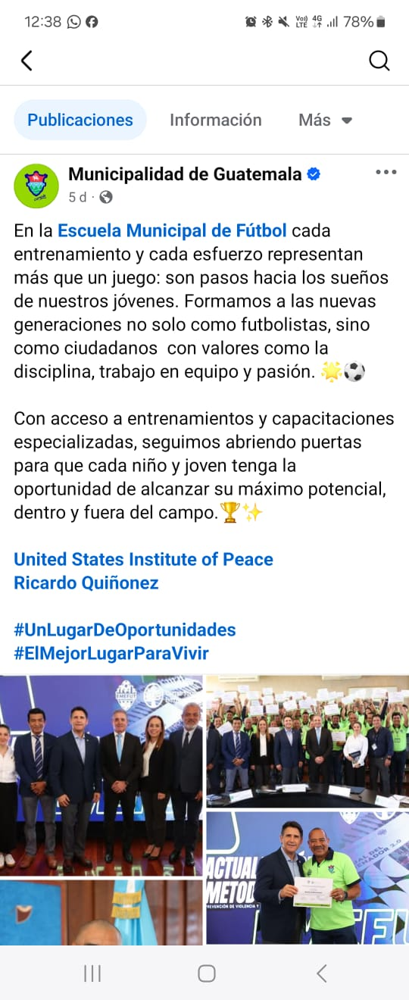 12:38
VoLTE 4G 78%
Publicaciones Información Más
Municipalidad de Guatemala
5 d
En la Escuela Municipal de Fútbol cada
entrenamiento y cada esfuerzo representan
más que un juego: son pasos hacia los sueños
de nuestros jóvenes. Formamos a las nuevas
generaciones no solo como futbolistas, sino
como ciudadanos con valores como la
disciplina, trabajo en equipo y pasión. 🌟⚽
Con acceso a entrenamientos y capacitaciones
especializadas, seguimos abriendo puertas
para que cada niño y joven tenga la
oportunidad de alcanzar su máximo potencial,
dentro y fuera del campo.🏆✨
United States Institute of Peace
Ricardo Quiñonez
#UnLugarDeOportunidades
#ElMejorLugarParaVivir
EMEFUT
ACTUAL
METOD
PREVENCIÓN DE VIOLENCIA Y